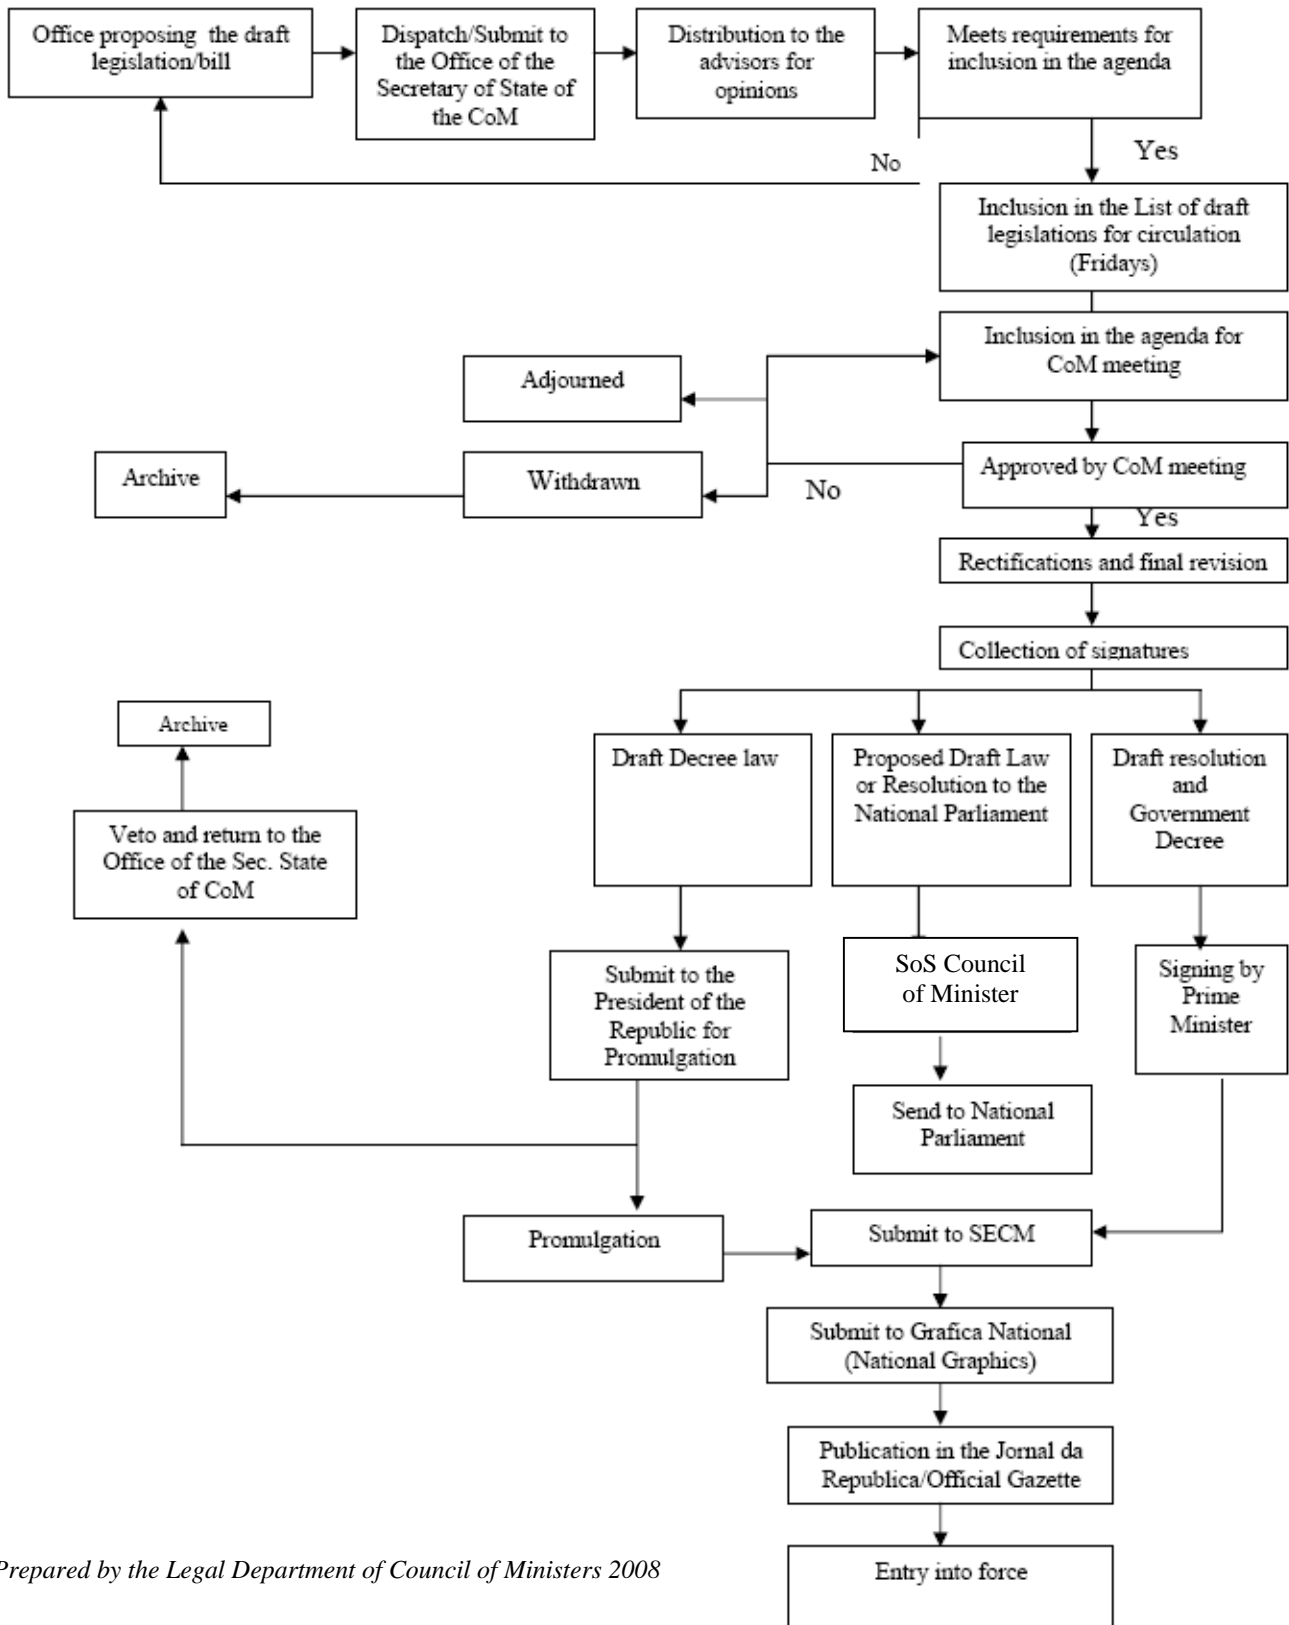 Office proposing the draft
legislation/bill
Dispatch/Submit to
the Office of the
Secretary of State of
the CoM
Distribution to the
advisors for
opinions
Meets requirements for
inclusion in the agenda
No
Yes
Inclusion in the List of draft
legislations for circulation
(Fridays)
Inclusion in the agenda for
CoM meeting
Adjourned
Archive
Withdrawn
No
Approved by CoM meeting
Yes
Rectifications and final revision
Collection of signatures
Archive
Veto and return to the
Office of the Sec. State
of CoM
Draft Decree law
Proposed Draft Law
or Resolution to the
National Parliament
Draft resolution
and
Government
Decree
Submit to the
President of the
Republic for
Promulgation
SoS Council
of Minister
Signing by
Prime
Minister
Send to National
Parliament
Promulgation
Submit to SECM
Submit to Grafica National
(National Graphics)
Publication in the Jornal da
Republica/Official Gazette
Entry into force
Prepared by the Legal Department of Council of Ministers 2008